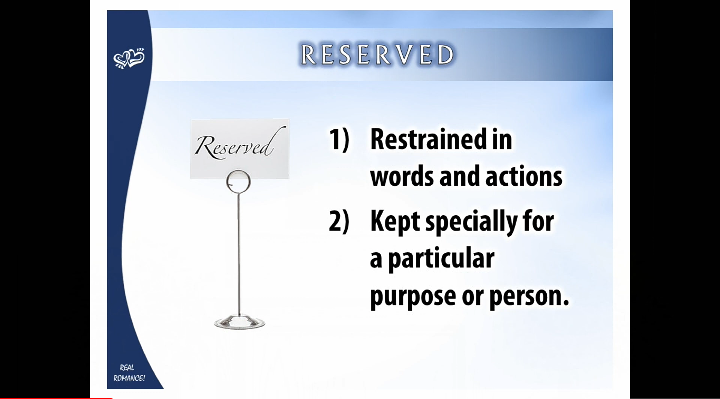 RESERVED
Reserved
1) Restrained in
words and actions
2) Kept specially for
a particular
purpose or person.
REAL
ROMANCE!